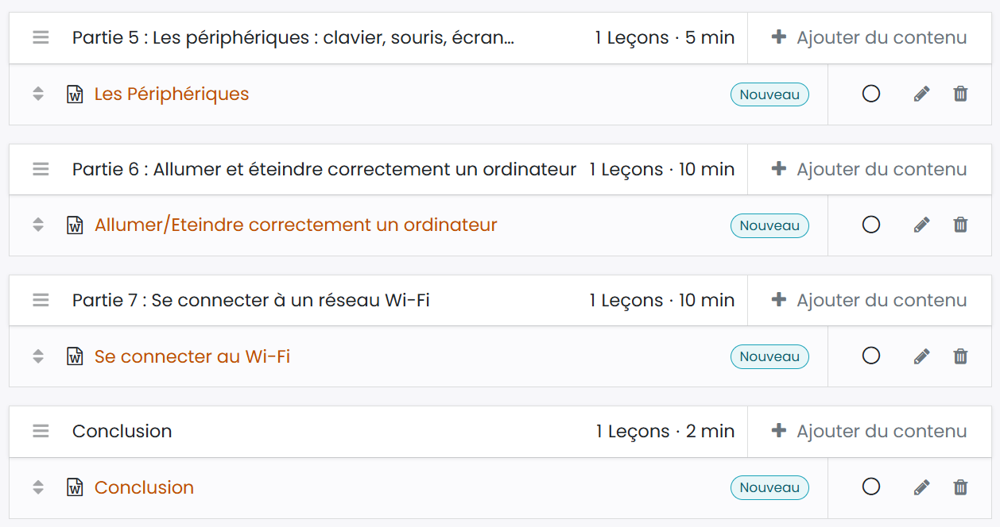 Partie 5 : Les périphériques : clavier, souris, écran... 1 Leçons · 5 min Ajouter du contenu
Les Périphériques Nouveau
Partie 6 : Allumer et éteindre correctement un ordinateur 1 Leçons · 10 min Ajouter du contenu
Allumer/Eteindre correctement un ordinateur Nouveau
Partie 7 : Se connecter à un réseau Wi-Fi 1 Leçons · 10 min Ajouter du contenu
Se connecter au Wi-Fi Nouveau
Conclusion 1 Leçons · 2 min Ajouter du contenu
Conclusion Nouveau